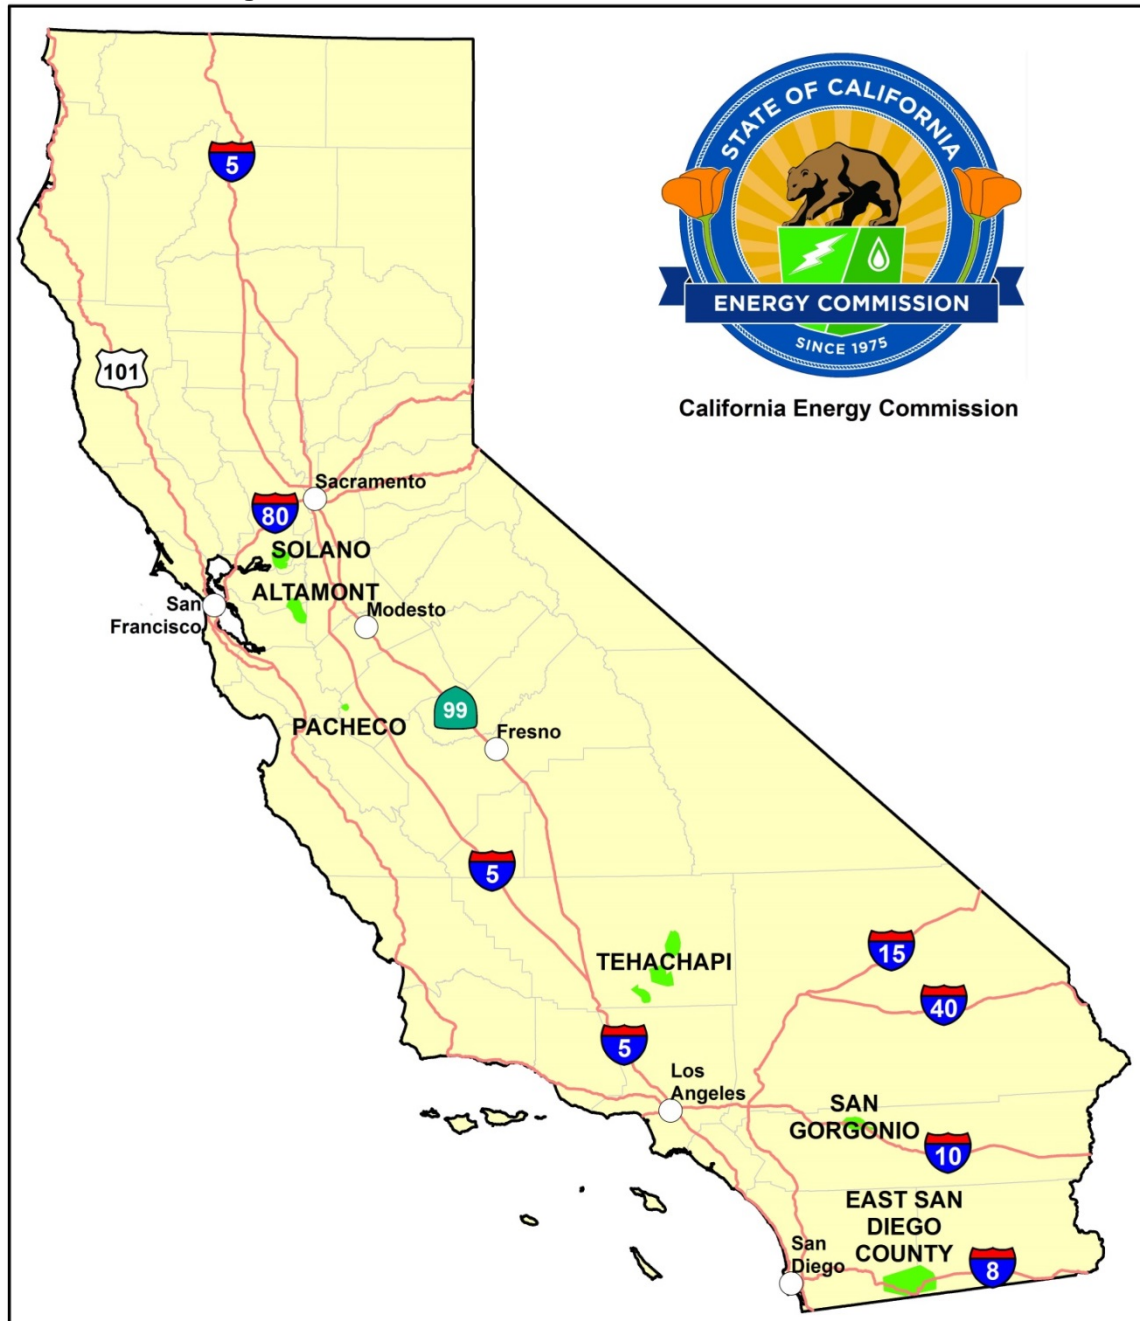 STATE OF CALIFORNIA
ENERGY COMMISSION
SINCE 1975
California Energy Commission
5
101
Sacramento
80
SOLANO
ALTAMONT
San
Francisco
Modesto
99
PACHECO
Fresno
5
TEHACHAPI
15
40
5
Los
Angeles
SAN
GORGONIO
10
EAST SAN
DIEGO
COUNTY
San
Diego
8